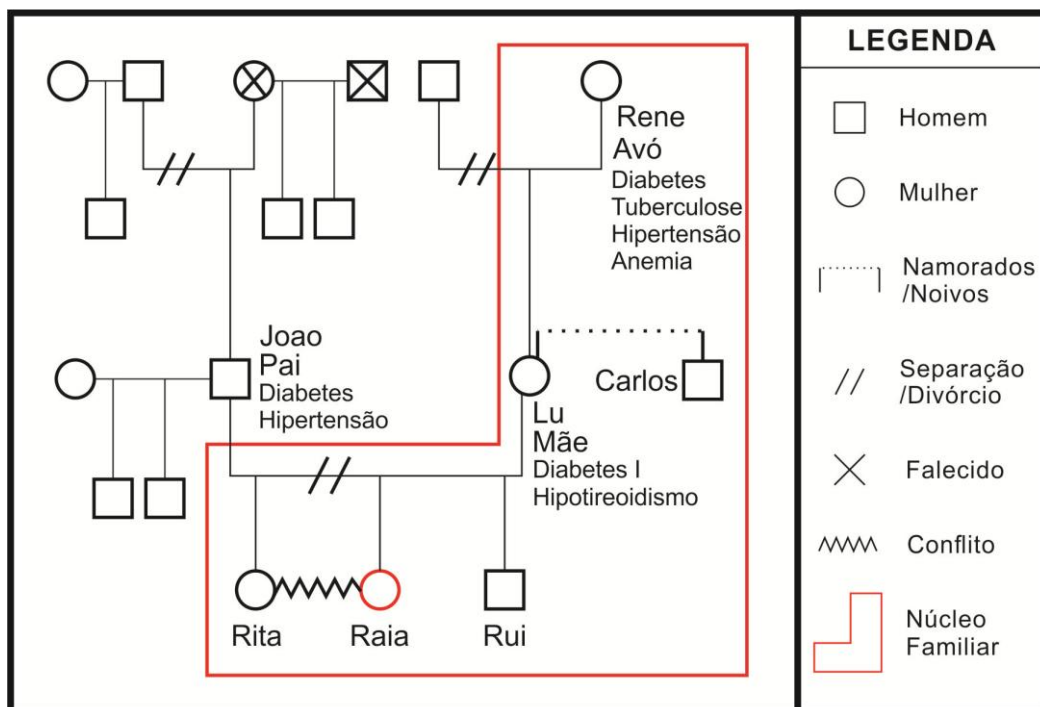 Rene
Avó
Diabetes
Tuberculose
Hipertensão
Anemia
Joao
Pai
Diabetes
Hipertensão
Carlos
Lu
Mãe
Diabetes I
Hipotireoidismo
Rita
Raia
Rui
LEGENDA
Homem
Mulher
Namorados
/Noivos
Separação
/Divórcio
Falecido
Conflito
Núcleo
Familiar